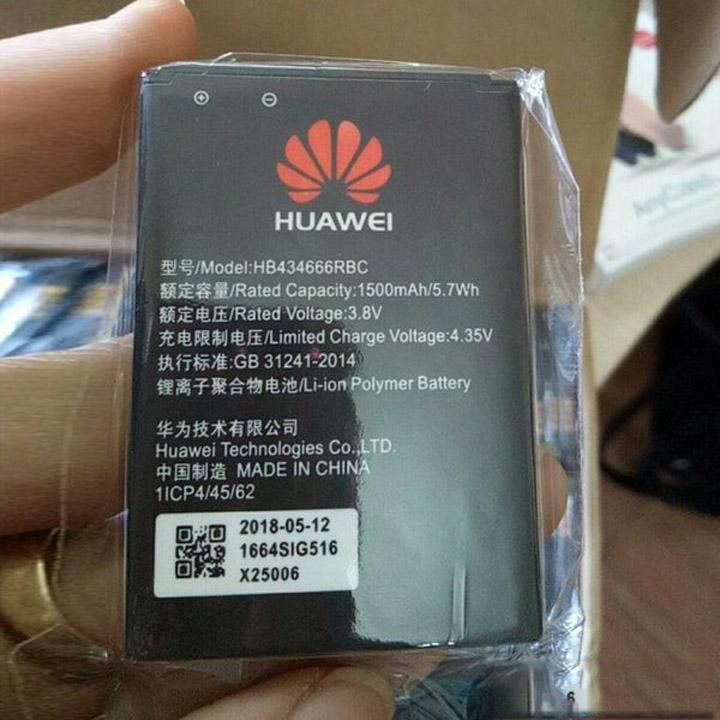 HUAWEI
型号/Model:HB434666RBC
额定容量/Rated Capacity:1500mAh/5.7Wh
额定电压/Rated Voltage:3.8V
充电限制电压/Limited Charge Voltage:4.35V
执行标准:GB 31241-2014
锂离子聚合物电池/Li-ion Polymer Battery
华为技术有限公司
Huawei Technologies Co.,LTD.
中国制造 MADE IN CHINA
1ICP4/45/62
2018-05-12
1664SIG516
X25006
6